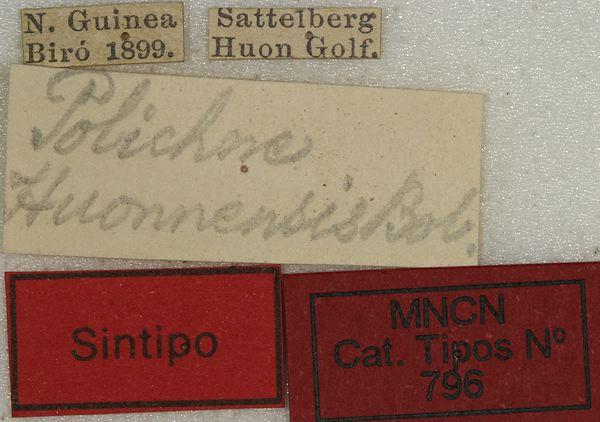 N. Guinea
Biró 1899.
Sattelberg
Huon Golf.
Polichne
Huonnensis Bol.
Sintipo
MNCN
Cat. Tipos Nº
796